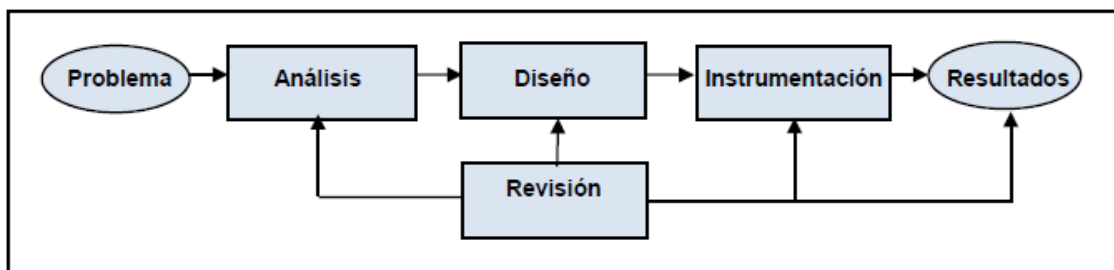 Problema
Análisis
Diseño
Instrumentación
Resultados
Revisión